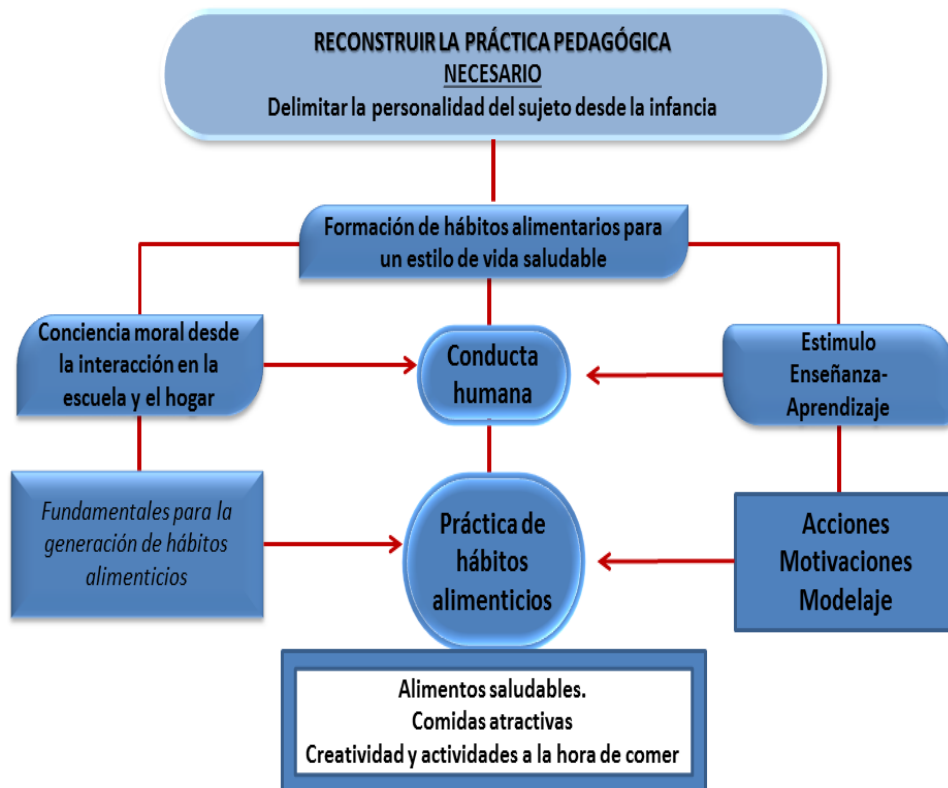 RECONSTRUIR LA PRÁCTICA PEDAGÓGICA
NECESARIO
Delimitar la personalidad del sujeto desde la infancia
Formación de hábitos alimentarios para
un estilo de vida saludable
Conciencia moral desde
la interacción en la
escuela y el hogar
Conducta
humana
Estimulo
Enseñanza-
Aprendizaje
Fundamentales para la
generación de hábitos
alimenticios
Práctica de
hábitos
alimenticios
Acciones
Motivaciones
Modelaje
Alimentos saludables.
Comidas atractivas
Creatividad y actividades a la hora de comer